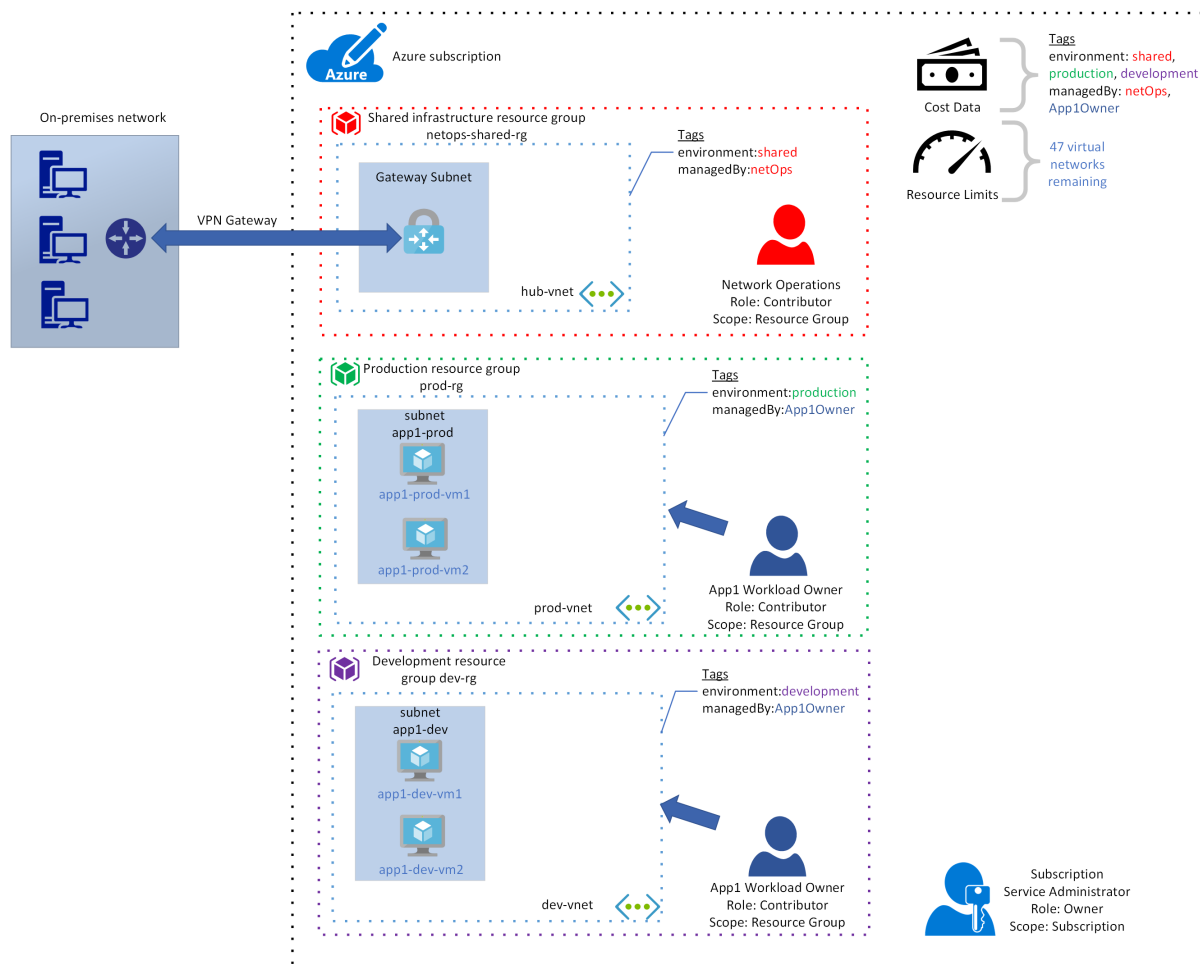 Azure
Azure subscription
Cost Data
Tags
environment: shared,
production, development
managedBy: netOps,
App1Owner
Resource Limits
47 virtual
networks
remaining
On-premises network
VPN Gateway
Shared infrastructure resource group
netops-shared-rg
Gateway Subnet
hub-vnet
Tags
environment:shared
managedBy:netOps
Network Operations
Role: Contributor
Scope: Resource Group
Production resource group
prod-rg
subnet
app1-prod
app1-prod-vm1
app1-prod-vm2
prod-vnet
Tags
environment:production
managedBy:App1Owner
App1 Workload Owner
Role: Contributor
Scope: Resource Group
Development resource
group dev-rg
subnet
app1-dev
app1-dev-vm1
app1-dev-vm2
dev-vnet
Tags
environment:development
managedBy:App1Owner
App1 Workload Owner
Role: Contributor
Scope: Resource Group
Subscription
Service Administrator
Role: Owner
Scope: Subscription